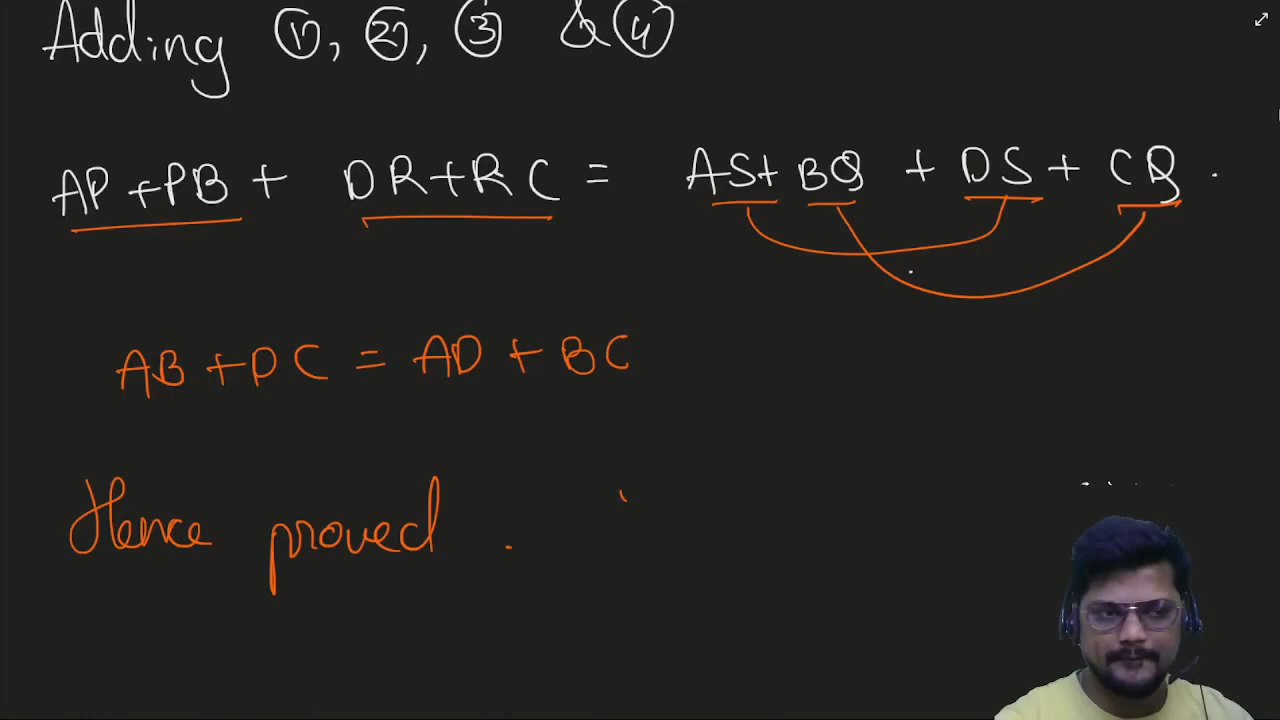 Adding ①, ②, ③ & ④
AP + PB + DR + RC = AS + BQ + DS + CQ .
AB + DC = AD + BC
Hence proved .